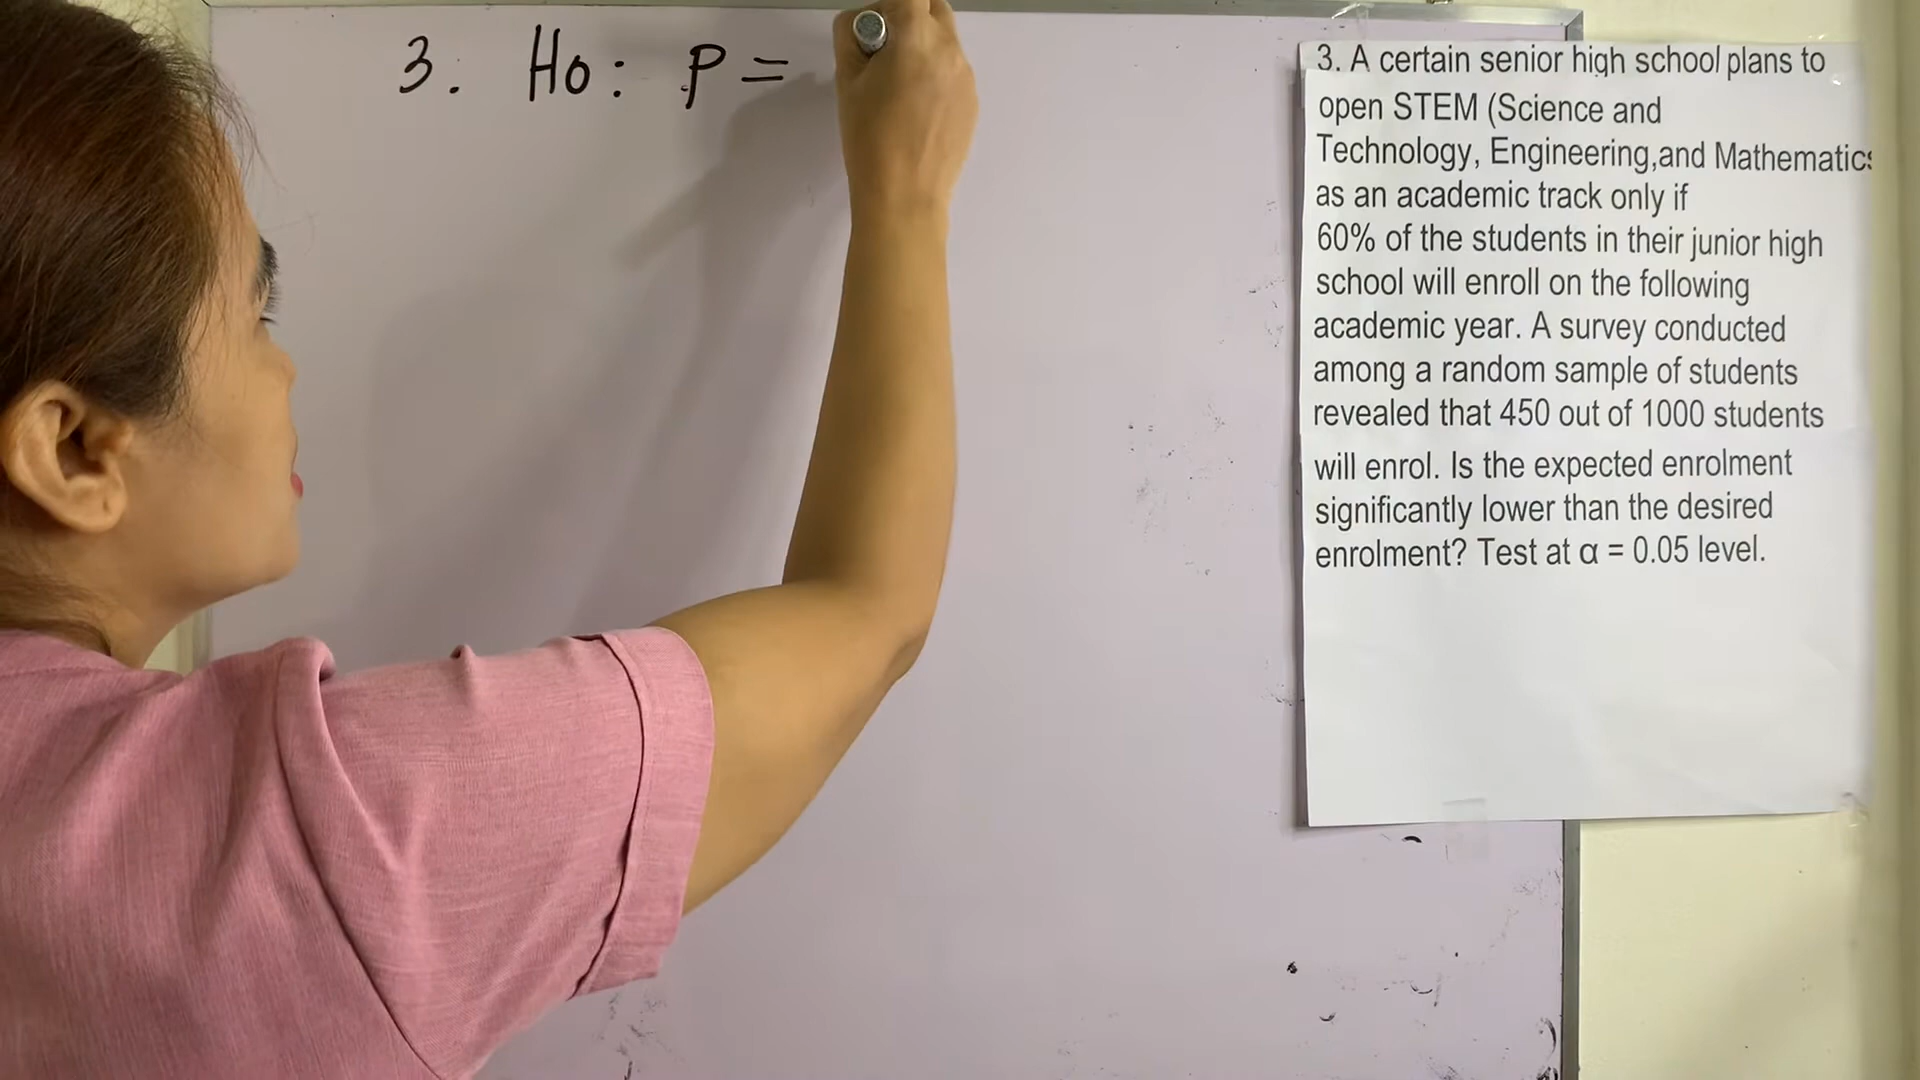 3. Ho: p =
3. A certain senior high school plans to
open STEM (Science and
Technology, Engineering,and Mathematics
as an academic track only if
60% of the students in their junior high
school will enroll on the following
academic year. A survey conducted
among a random sample of students
revealed that 450 out of 1000 students
will enrol. Is the expected enrolment
significantly lower than the desired
enrolment? Test at α = 0.05 level.